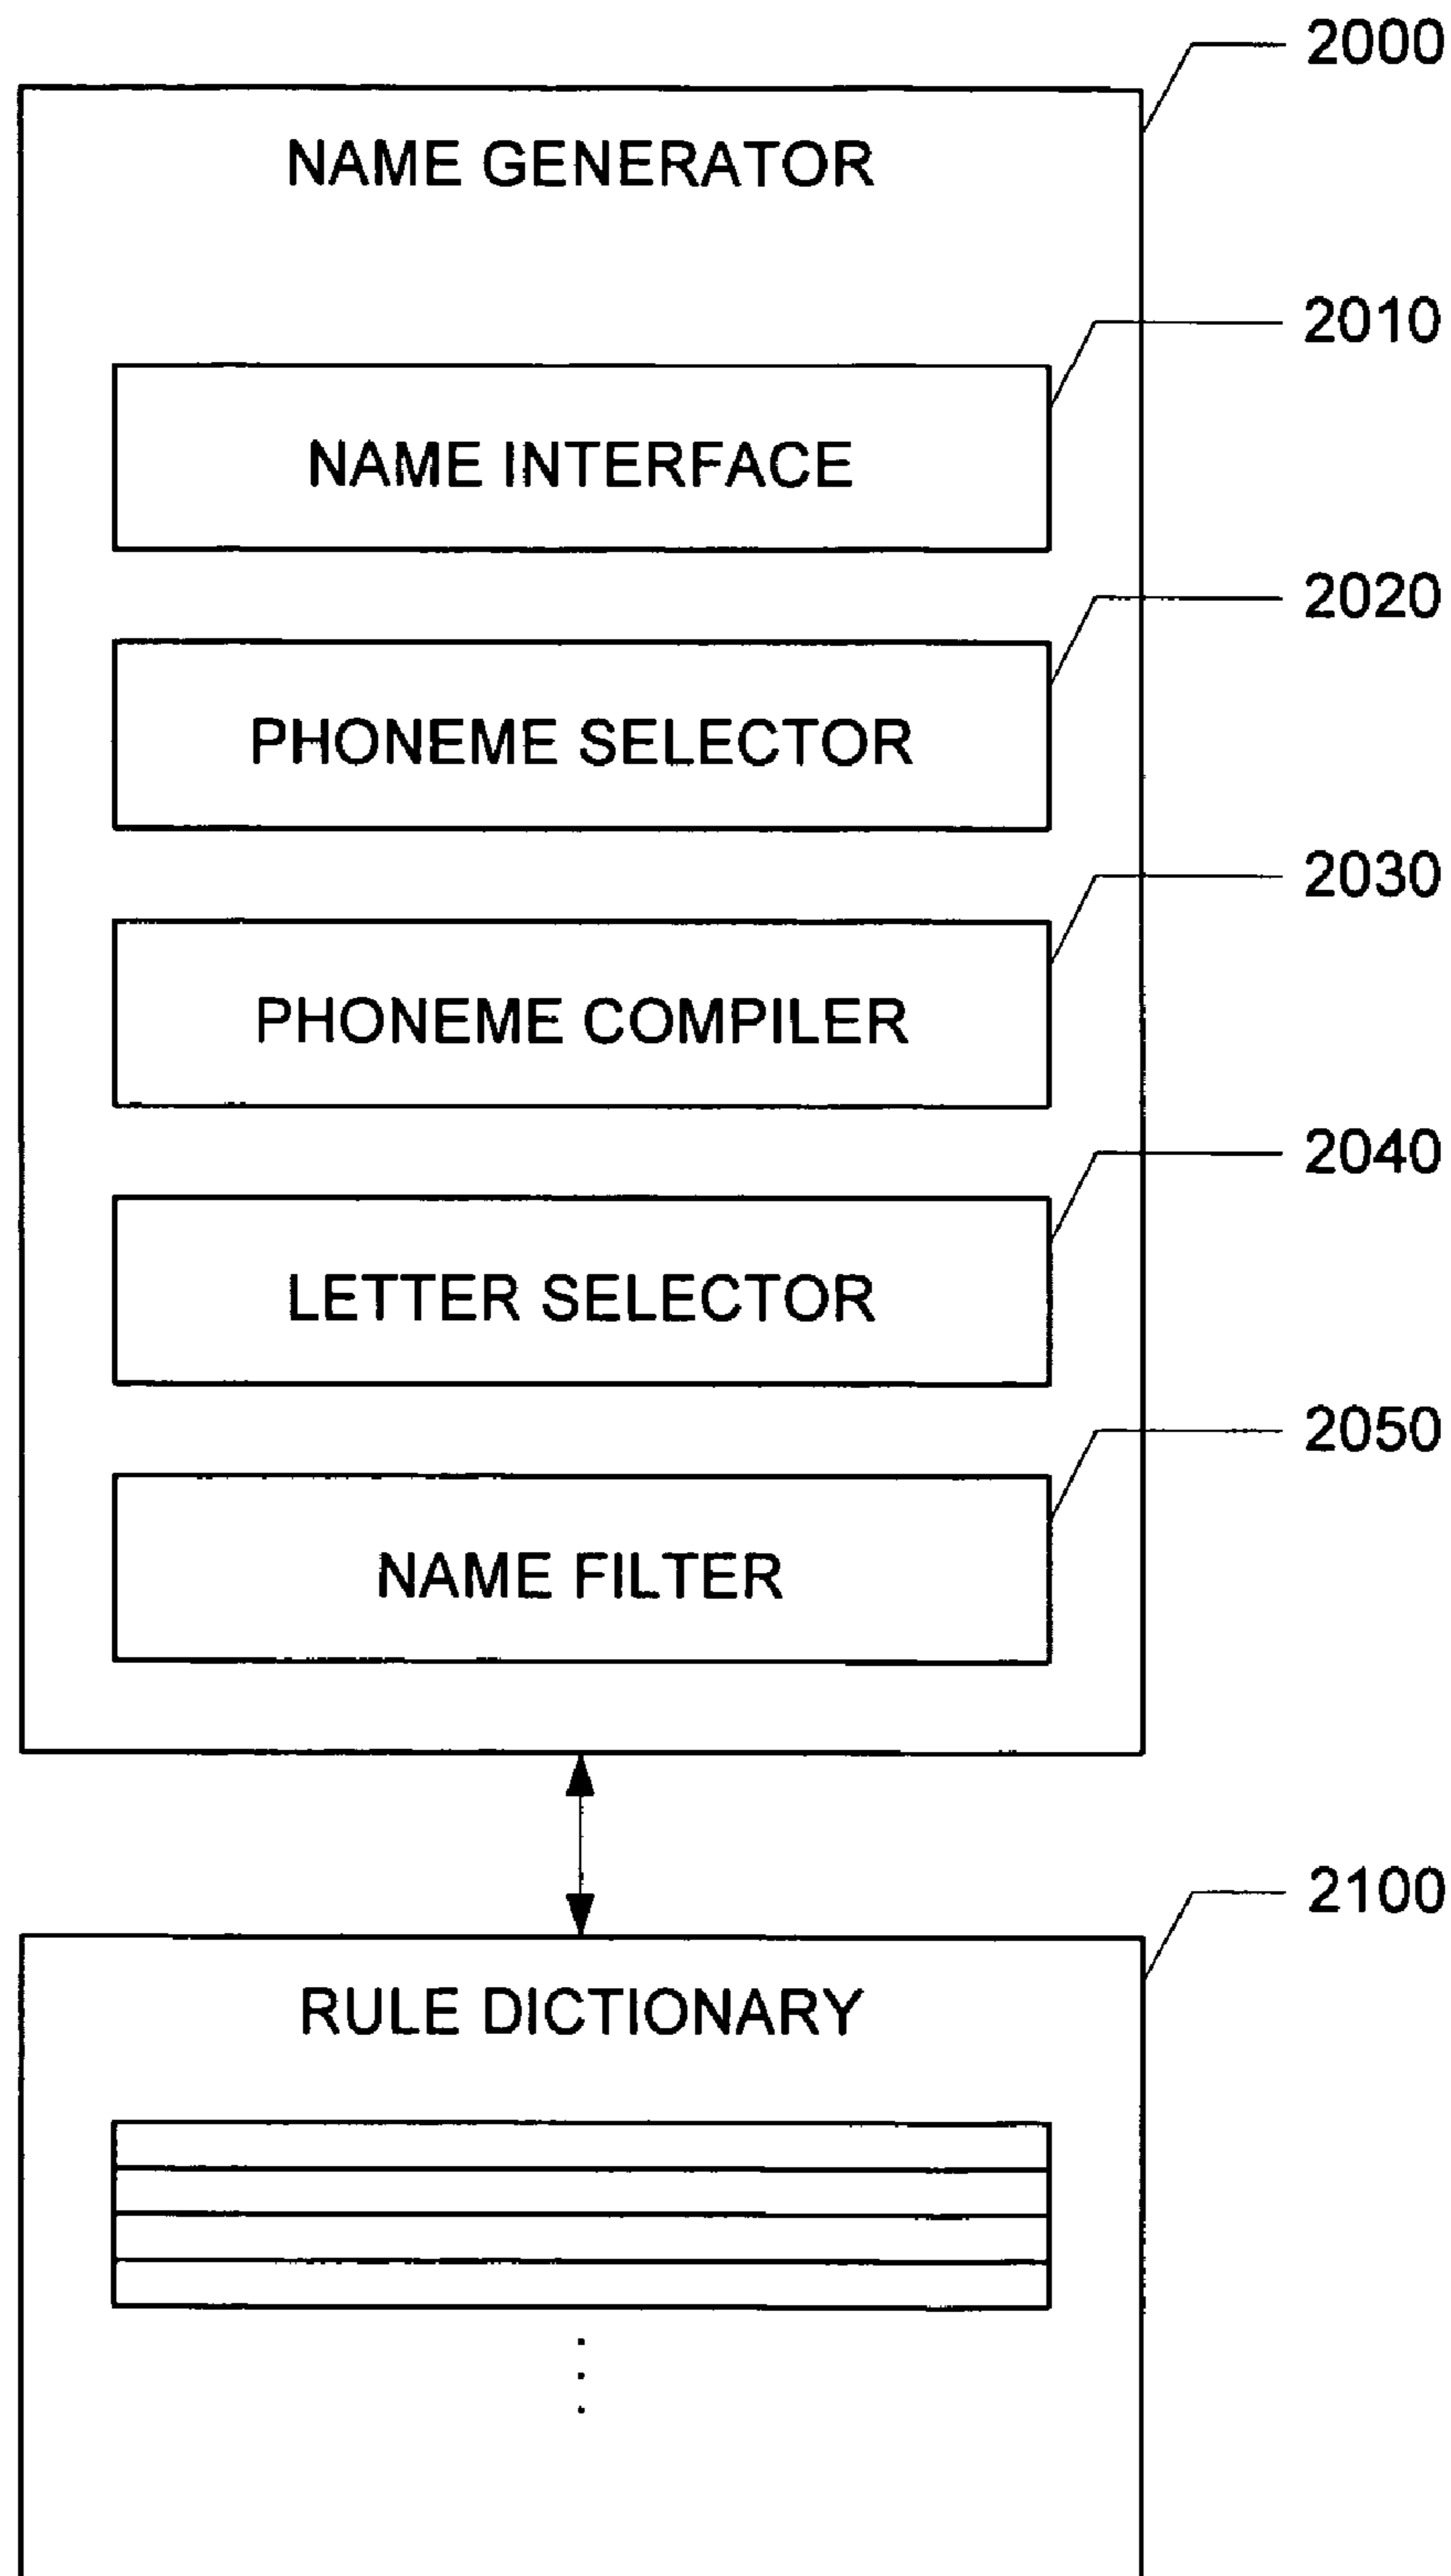 2000
NAME GENERATOR
2010
NAME INTERFACE
2020
PHONEME SELECTOR
2030
PHONEME COMPILER
2040
LETTER SELECTOR
2050
NAME FILTER
2100
RULE DICTIONARY